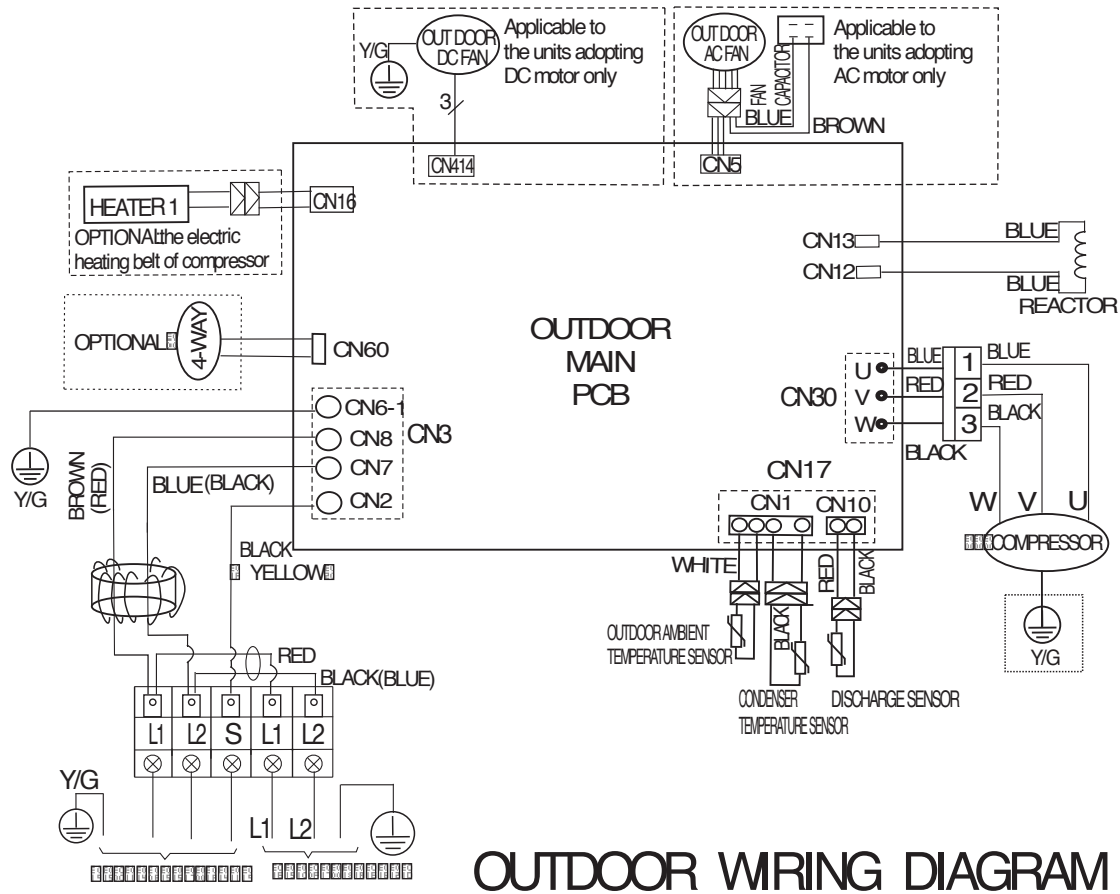 Y/G
OUTDOOR
DC FAN
Applicable to
the units adopting
DC motor only
3
CN414
OUTDOOR
AC FAN
FAN
CAPACITOR
BLUE
BROWN
Applicable to
the units adopting
AC motor only
CN5
HEATER 1
CN16
OPTIONAL:the electric
heating belt of compressor
OPTIONAL
4-WAY
CN60
OUTDOOR
MAIN
PCB
CN13
BLUE
CN12
BLUE
REACTOR
CN6-1
CN8
CN7
CN2
CN3
Y/G
BROWN
(RED)
BLUE(BLACK)
BLACK
YELLOW
CN30
U
V
W
BLUE
RED
BLACK
1
2
3
BLUE
RED
BLACK
W V U
COMPRESSOR
Y/G
CN17
CN1
CN10
WHITE
BLACK
RED
BLACK
OUTDOOR AMBIENT
TEMPERATURE SENSOR
CONDENSER
TEMPERATURE SENSOR
DISCHARGE SENSOR
RED
BLACK(BLUE)
L1 L2 S L1 L2
Y/G
L1 L2
OUTDOOR WIRING DIAGRAM